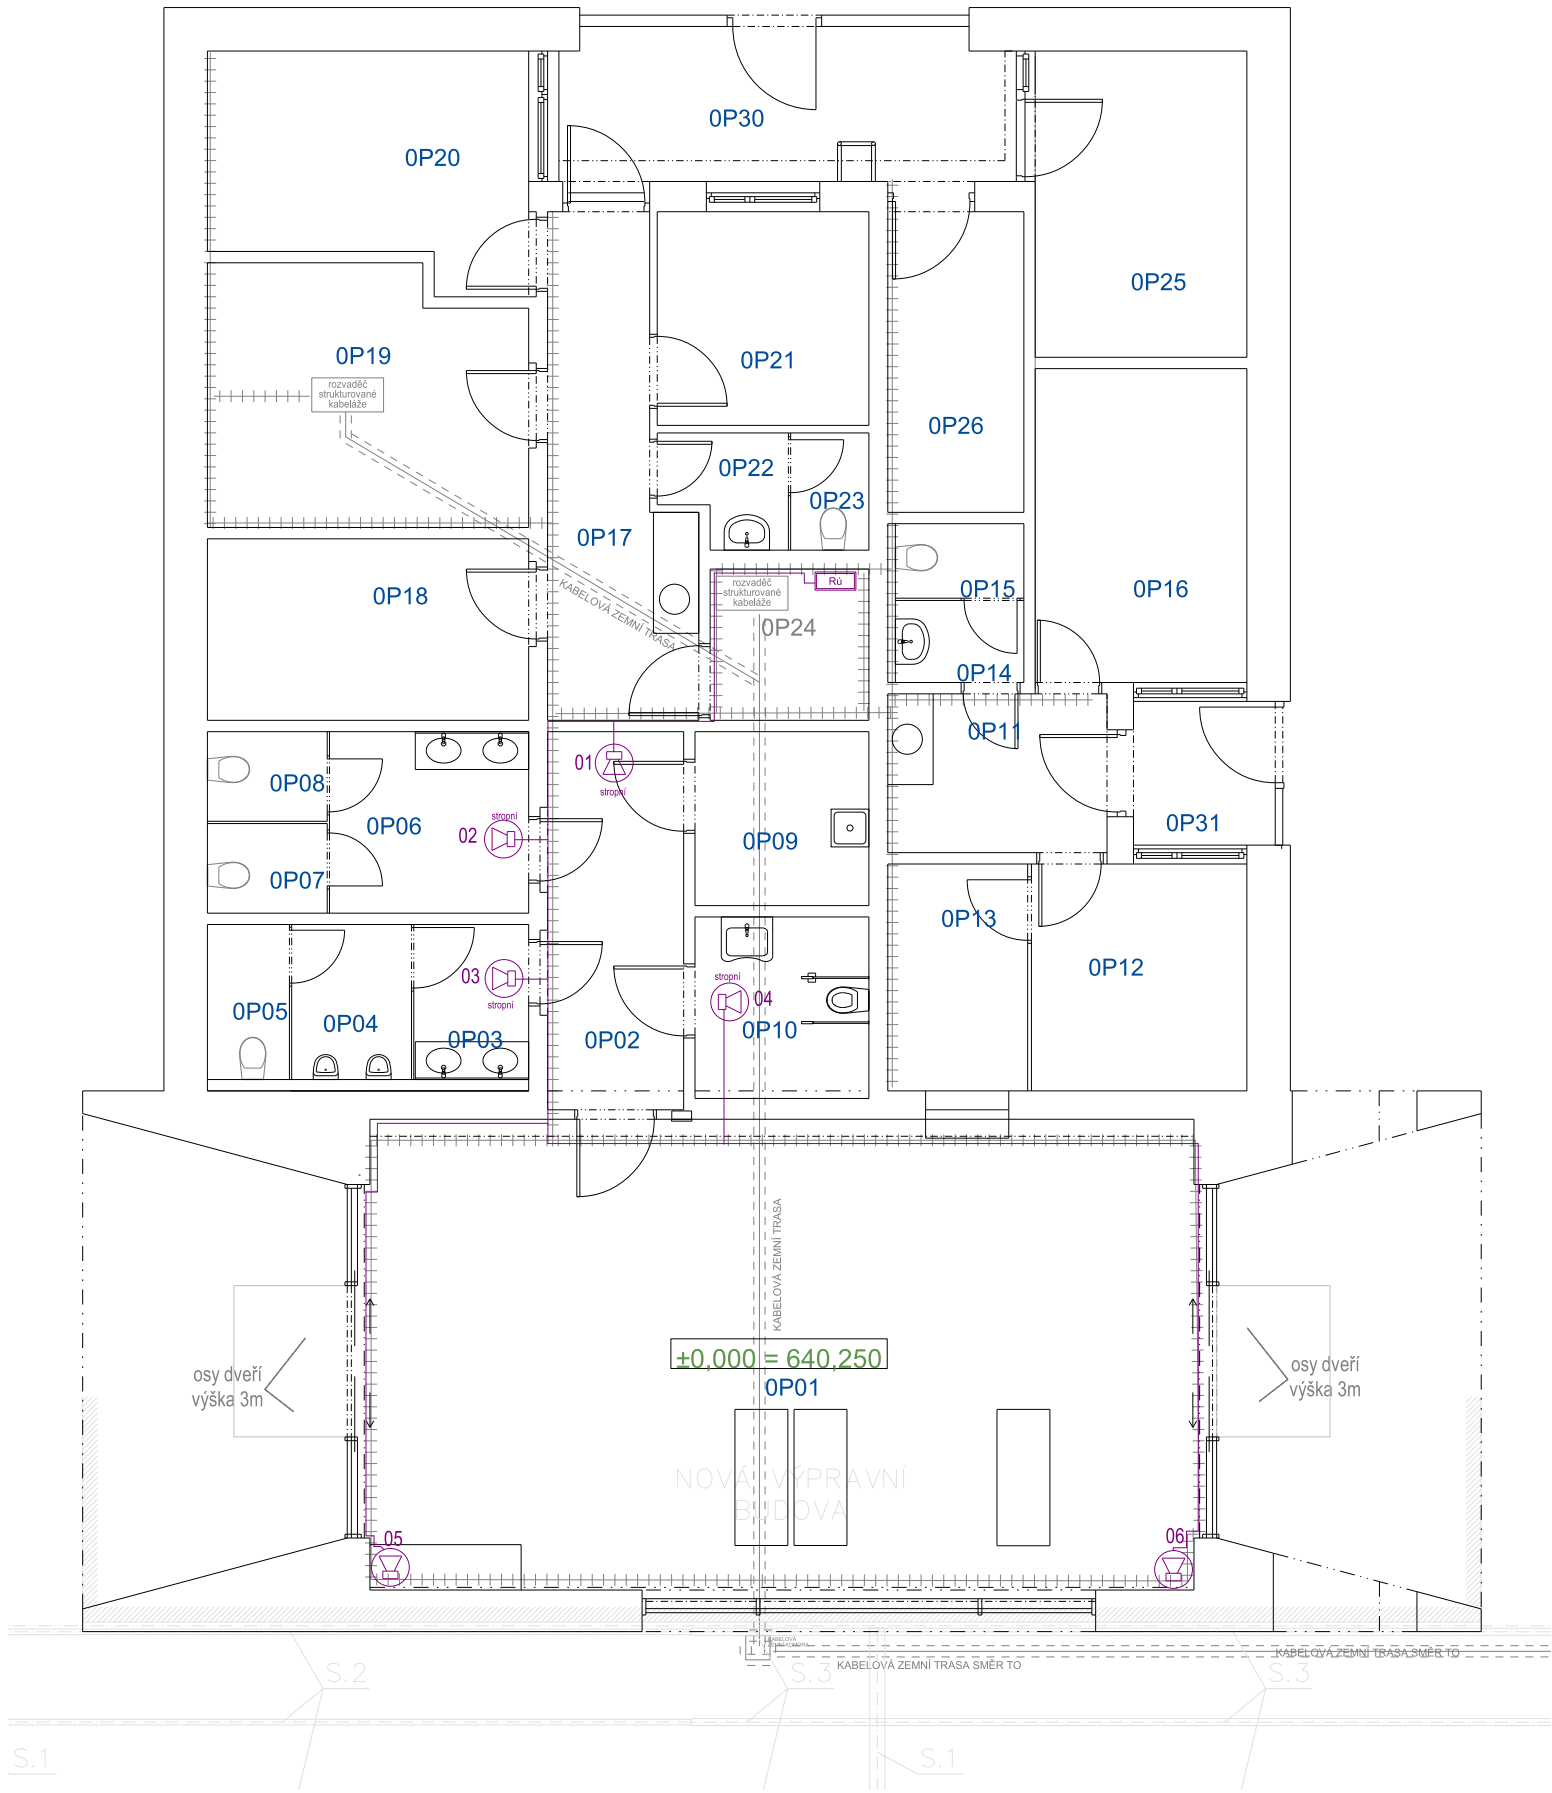 0P30
0P20
0P25
0P19
0P21
rozvaděč
strukturované
kabeláže
0P26
0P22
0P23
0P17
0P18
KABELOVÁ ZEMNÍ TRASA
rozvaděč
strukturované
kabeláže
Rú
0P24
0P15
0P16
0P14
0P11
01
stropní
0P08
0P06
stropní
02
0P09
0P31
0P07
0P13
0P12
03
stropní
stropní
04
0P05
0P04
0P03
0P02
0P10
KABELOVÁ ZEMNÍ TRASA
±0,000 = 640,250
0P01
osy dveří
výška 3m
osy dveří
výška 3m
NOVÁ VÝPRAVNÍ
BUDOVA
05
06
KABELOVÁ
KABELOVÁ ZEMNÍ TRASA SMĚR TO
KABELOVÁ ZEMNÍ TRASA SMĚR TO
S.2
S.3
S.3
S.1
S.1